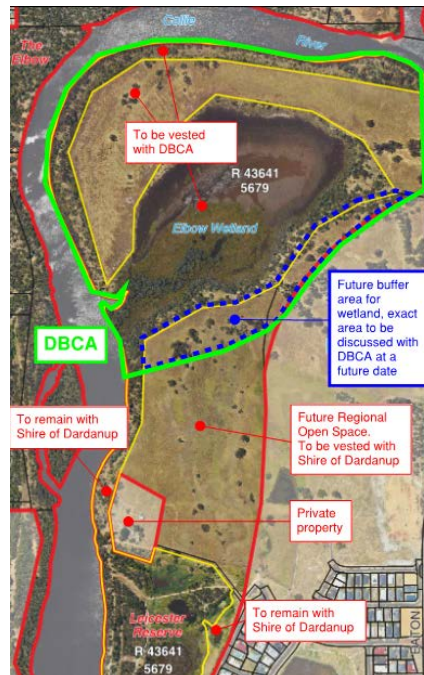 Collie
River
The
Elbow
To be vested
with DBCA
R 43641
5679
Elbow Wetland
Future buffer
area for
wetland, exact
area to be
discussed with
DBCA at a
future date
DBCA
To remain with
Shire of Dardanup
Future Regional
Open Space.
To be vested with
Shire of Dardanup
Private
property
Leicester
Reserve
R 43641
5679
To remain with
Shire of Dardanup
EATON